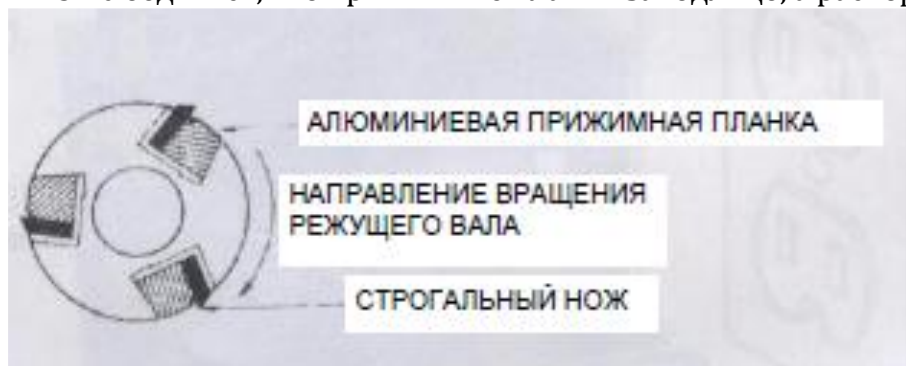 АЛЮМИНИЕВАЯ ПРИЖИМНАЯ ПЛАНКА
НАПРАВЛЕНИЕ ВРАЩЕНИЯ
РЕЖУЩЕГО ВАЛА
СТРОГАЛЬНЫЙ НОЖ